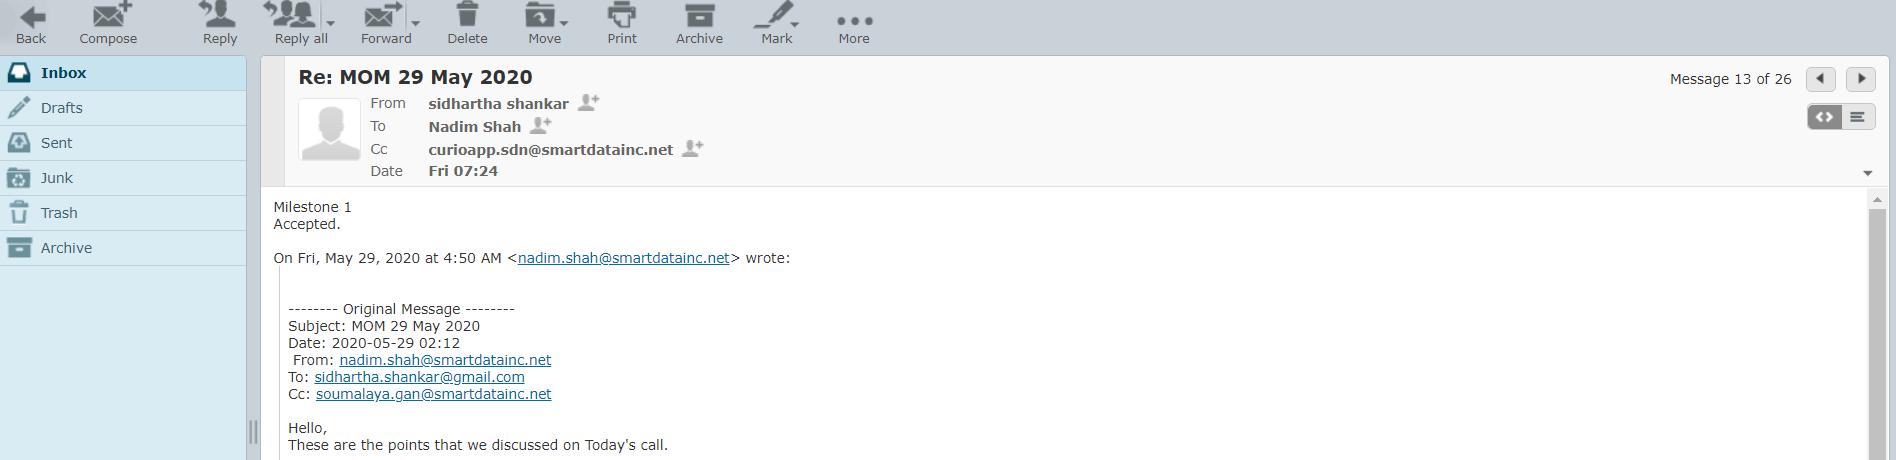 Back Compose Reply Reply all Forward Delete Move Print Archive Mark More
Inbox
Drafts
Sent
Junk
Trash
Archive
Re: MOM 29 May 2020
Message 13 of 26
From sidhartha shankar
To Nadim Shah
Cc curioapp.sdn@smartdatainc.net
Date Fri 07:24
Milestone 1
Accepted.
On Fri, May 29, 2020 at 4:50 AM <nadim.shah@smartdatainc.net> wrote:
-------- Original Message --------
Subject: MOM 29 May 2020
Date: 2020-05-29 02:12
From: nadim.shah@smartdatainc.net
To: sidhartha.shankar@gmail.com
Cc: soumalaya.gan@smartdatainc.net
Hello,
These are the points that we discussed on Today's call.